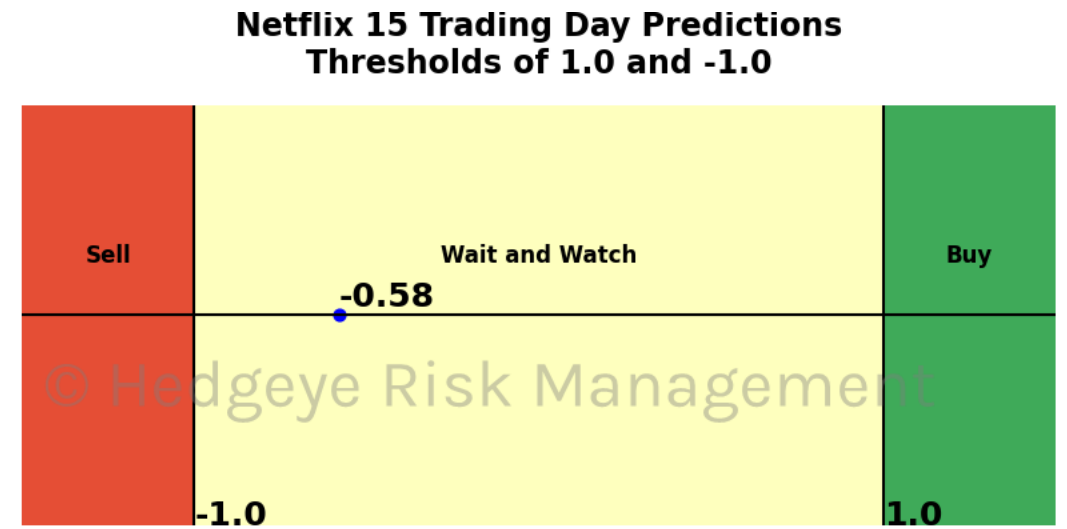 Netflix 15 Trading Day Predictions
Thresholds of 1.0 and -1.0
Sell
Wait and Watch
Buy
-0.58
© Hedgeye Risk Management
-1.0
1.0